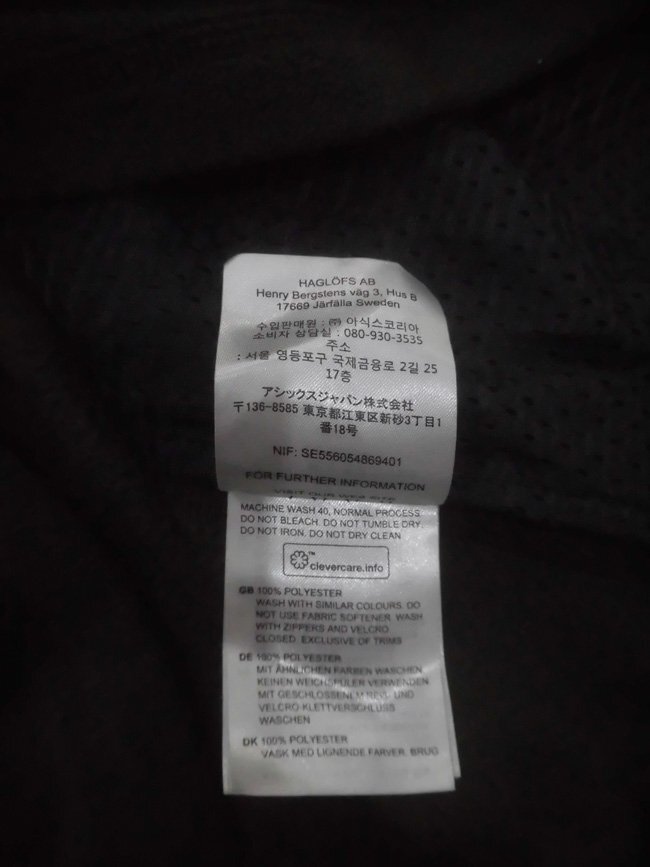 HAGLÖFS AB
Henry Bergstens väg 3, Hus B
17669 Järfälla Sweden
수입판매원 : ㈜ 아식스코리아
소비자 상담실 : 080-930-3535
주소
: 서울 영등포구 국제금융로 2길 25
17층
アシックスジャパン株式会社
〒136-8585 東京都江東区新砂3丁目1
番18号
NIF: SE556054869401
FOR FURTHER INFORMATION
VISIT OUR WEB SITE
MACHINE WASH 40, NORMAL PROCESS.
DO NOT BLEACH. DO NOT TUMBLE DRY.
DO NOT IRON. DO NOT DRY CLEAN
™
clevercare.info
GB 100% POLYESTER
WASH WITH SIMILAR COLOURS. DO
NOT USE FABRIC SOFTENER. WASH
WITH ZIPPERS AND VELCRO
CLOSED. EXCLUSIVE OF TRIMS
DE 100% POLYESTER
MIT ÄHNLICHEN FARBEN WASCHEN.
KEINEN WEICHSPÜLER VERWENDEN.
MIT GESCHLOSSENEM REIß- UND
VELCRO KLETTVERSCHLUSS
WASCHEN
DK 100% POLYESTER
VASK MED LIGNENDE FARVER. BRUG